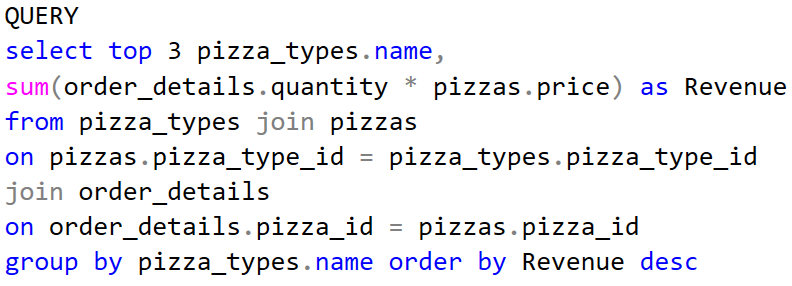 QUERY
select top 3 pizza_types.name,
sum(order_details.quantity * pizzas.price) as Revenue
from pizza_types join pizzas
on pizzas.pizza_type_id = pizza_types.pizza_type_id
join order_details
on order_details.pizza_id = pizzas.pizza_id
group by pizza_types.name order by Revenue desc